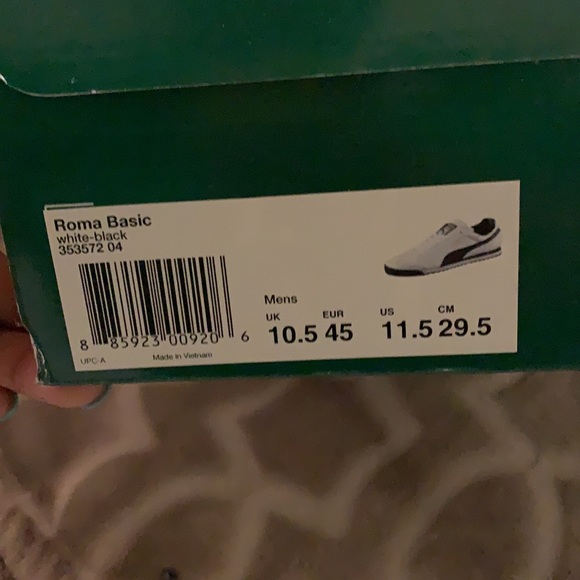 Roma Basic
white-black
353572 04
8 85923 00920 6
UPC-A Made in Vietnam
Mens
UK EUR US CM
10.5 45 11.5 29.5